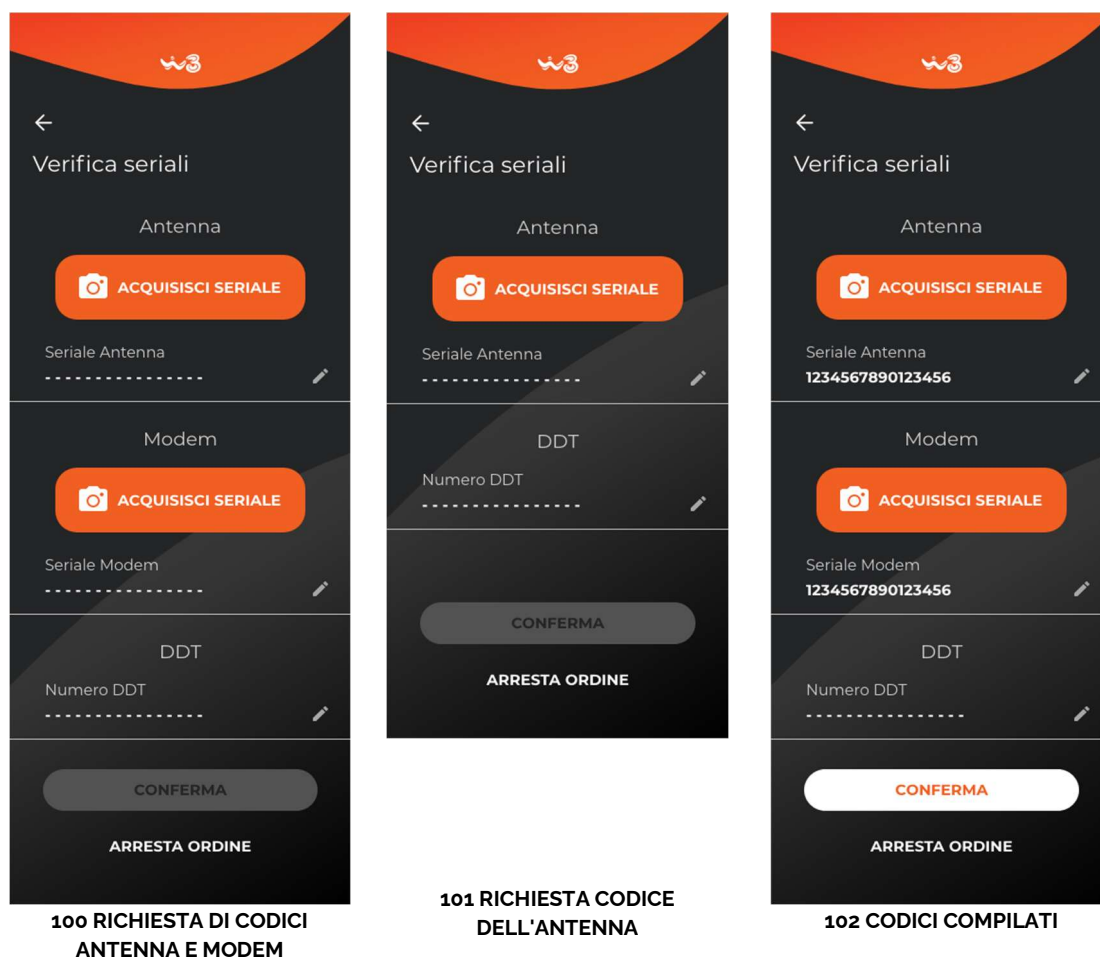 W3
Verifica seriali
Antenna
ACQUISISCI SERIALE
Seriale Antenna
- - - - - - - - - - - - - - - -
Modem
ACQUISISCI SERIALE
Seriale Modem
- - - - - - - - - - - - - - - -
DDT
Numero DDT
- - - - - - - - - - - - - - - -
CONFERMA
ARRESTA ORDINE
100 RICHIESTA DI CODICI
ANTENNA E MODEM
W3
Verifica seriali
Antenna
ACQUISISCI SERIALE
Seriale Antenna
- - - - - - - - - - - - - - - -
DDT
Numero DDT
- - - - - - - - - - - - - - - -
CONFERMA
ARRESTA ORDINE
101 RICHIESTA CODICE
DELL'ANTENNA
W3
Verifica seriali
Antenna
ACQUISISCI SERIALE
Seriale Antenna
1234567890123456
Modem
ACQUISISCI SERIALE
Seriale Modem
1234567890123456
DDT
Numero DDT
- - - - - - - - - - - - - - - -
CONFERMA
ARRESTA ORDINE
102 CODICI COMPILATI